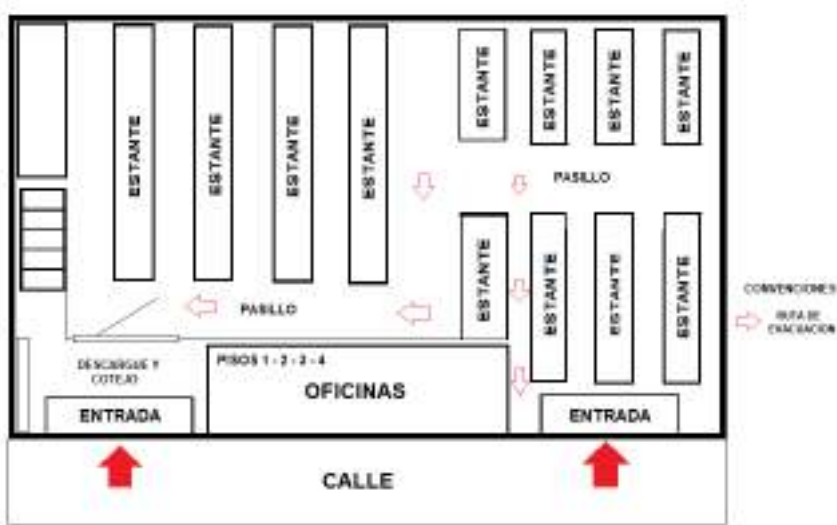 ESTANTE
ESTANTE
ESTANTE
ESTANTE
ESTANTE
ESTANTE
ESTANTE
ESTANTE
PASILLO
ESTANTE
ESTANTE
ESTANTE
ESTANTE
CONVENCIONES
RUTA DE
EVACUACION
PASILLO
DESCARGUE Y
COTEJO
PISOS 1 - 2 - 3 - 4
OFICINAS
ENTRADA
ENTRADA
CALLE